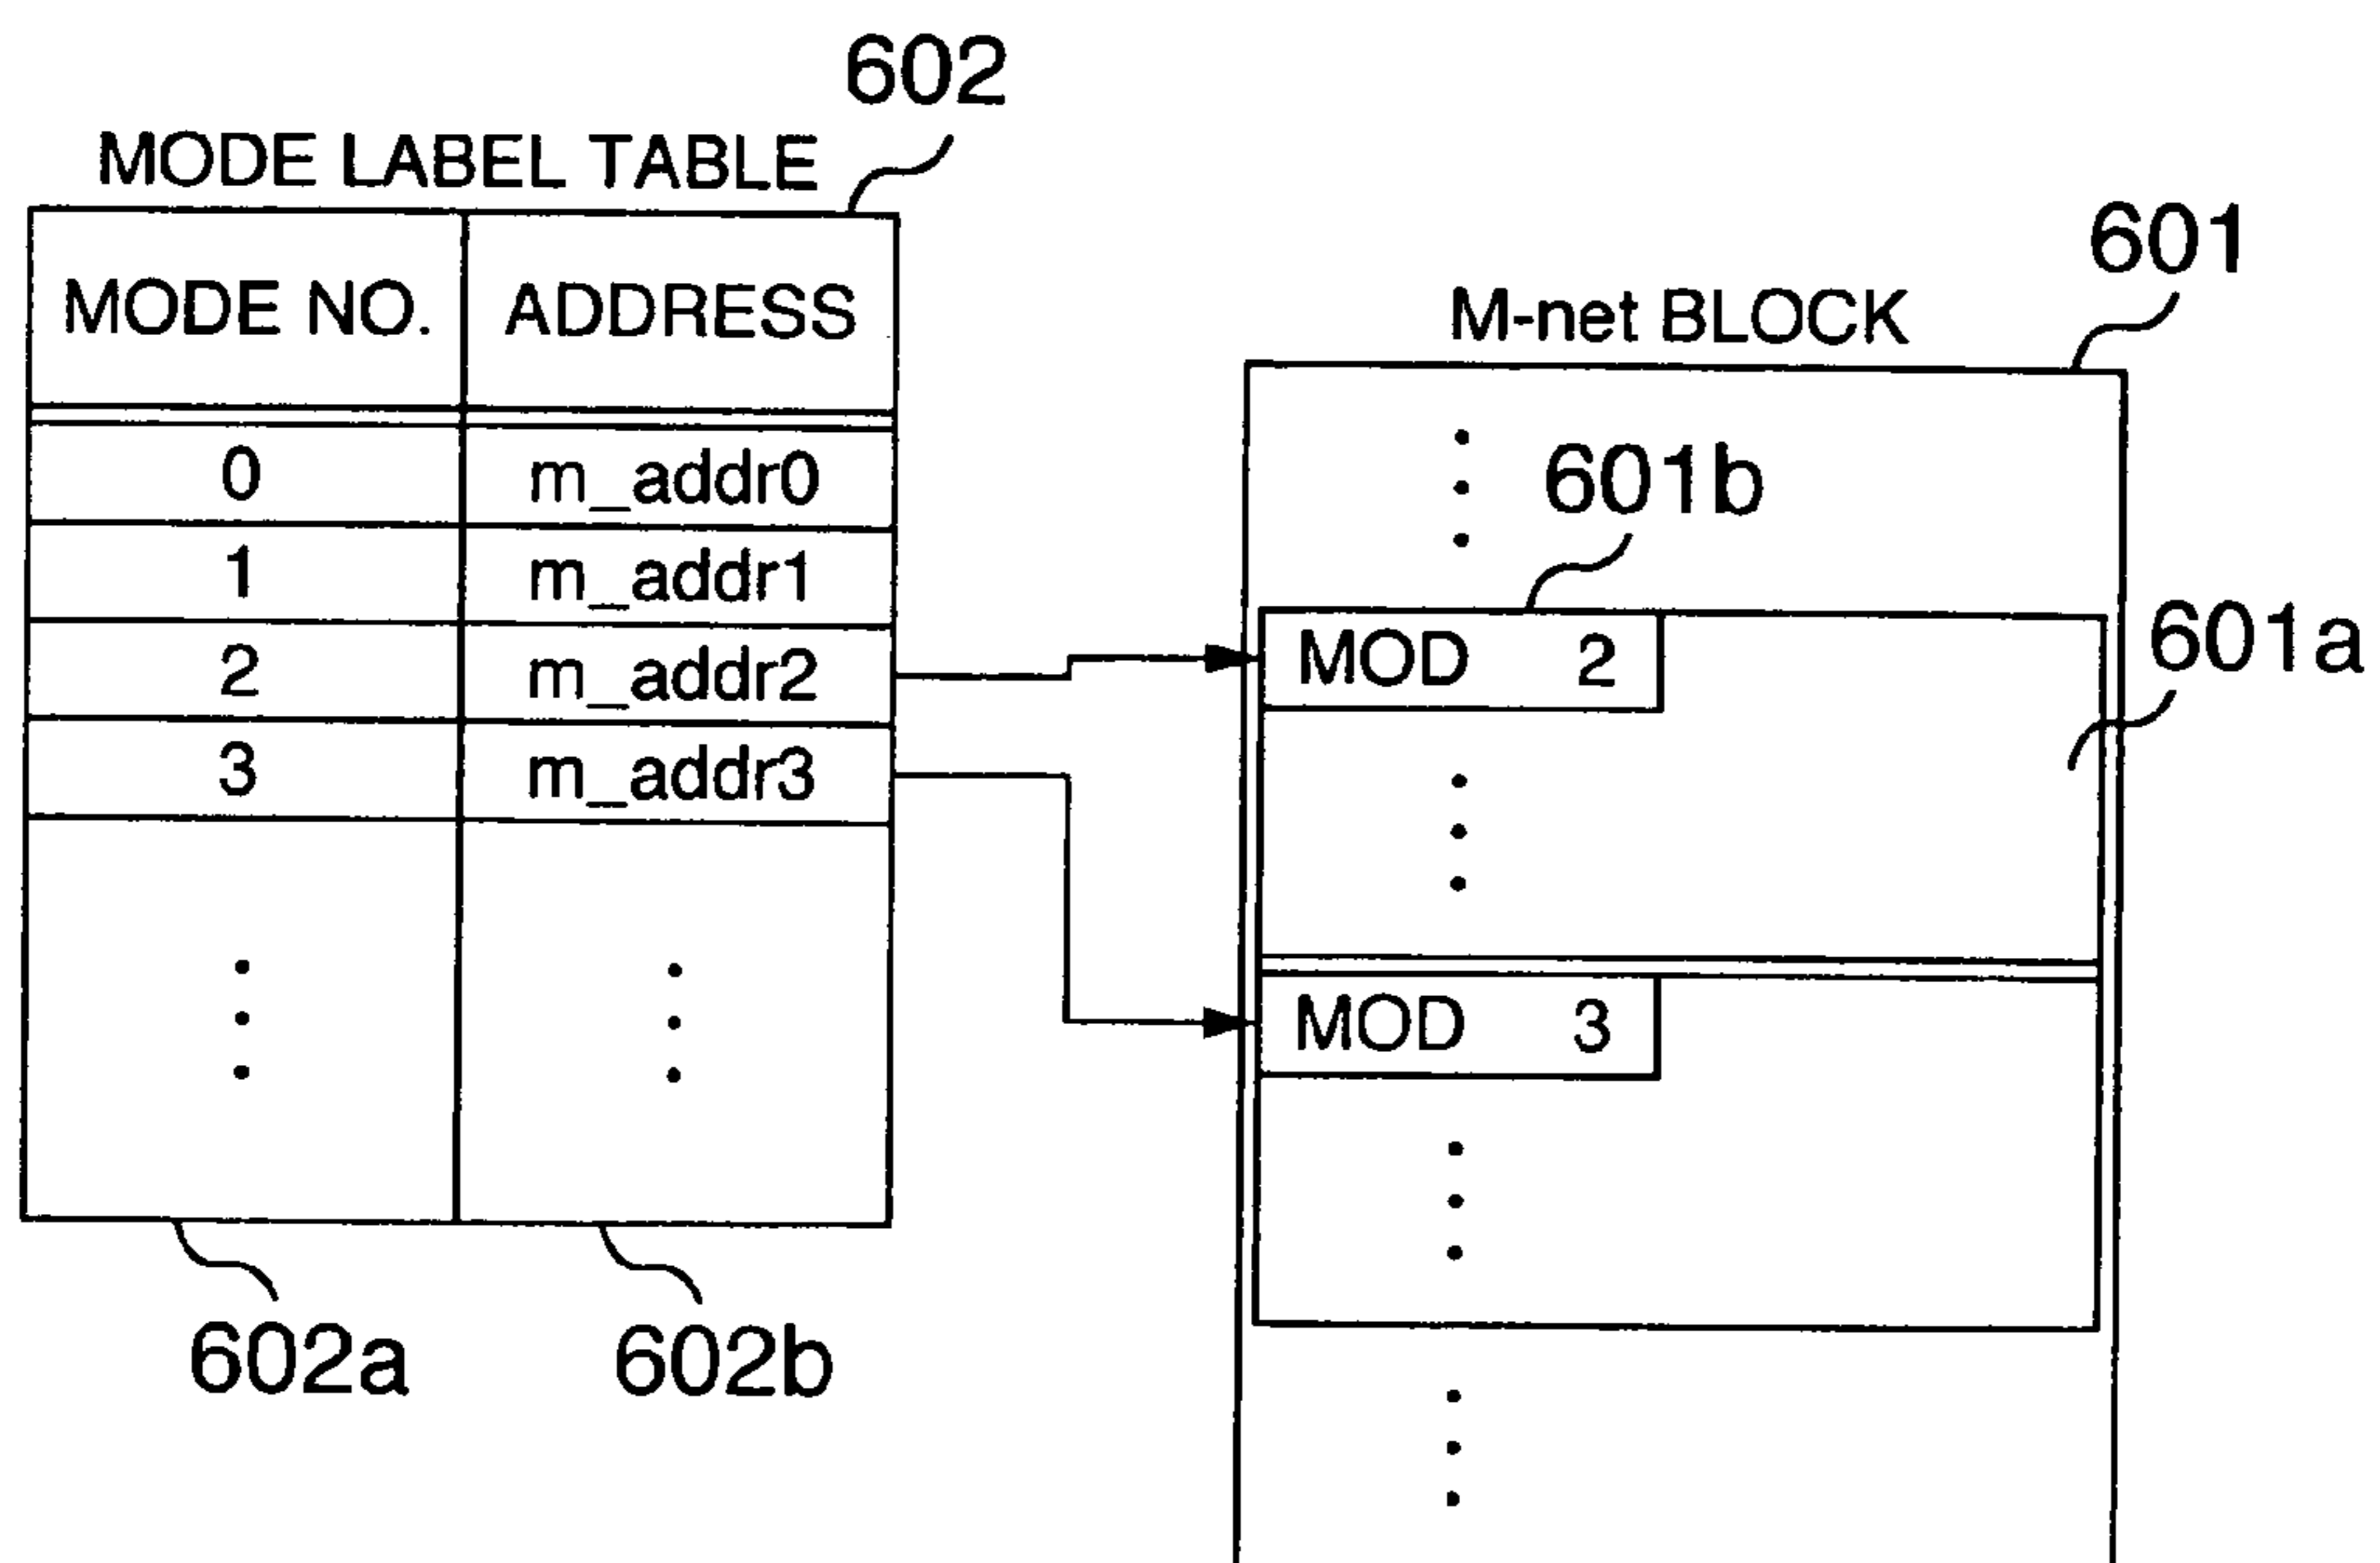 602
MODE LABEL TABLE
MODE NO. ADDRESS
0 m_addr0
1 m_addr1
2 m_addr2
3 m_addr3
602a 602b
601
M-net BLOCK
601b
MOD 2
601a
MOD 3